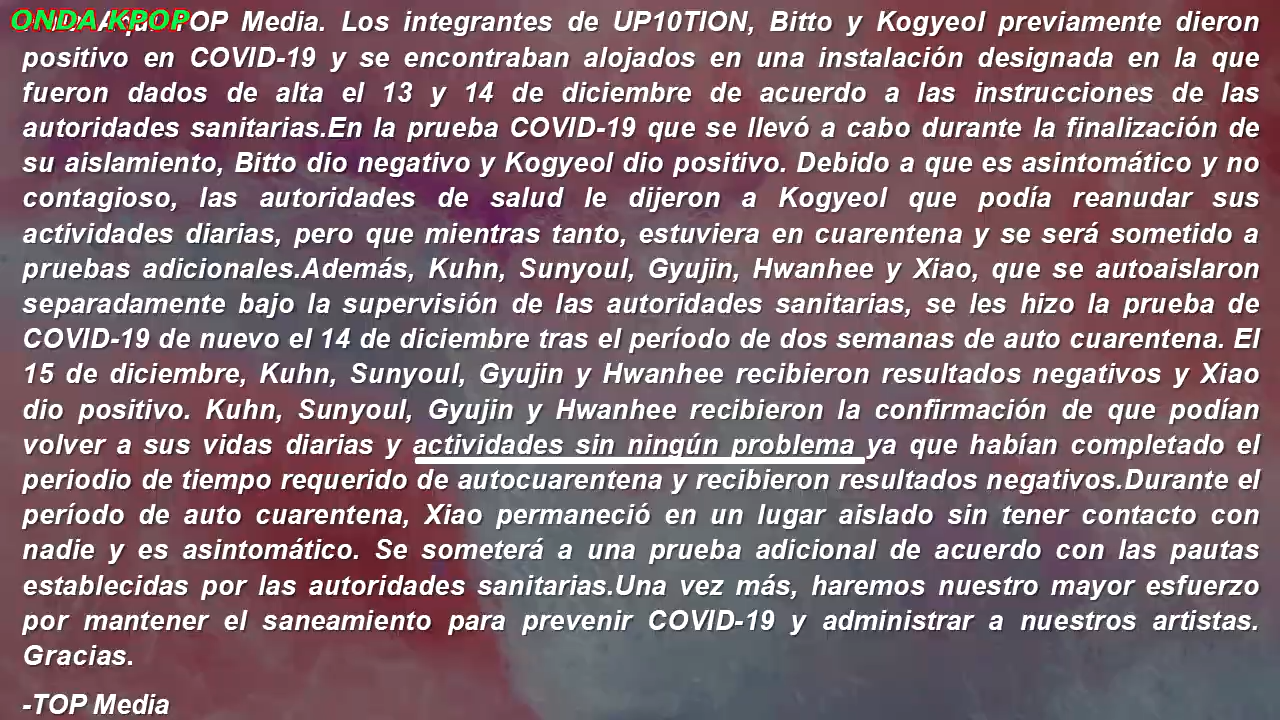 ONDA KPOP
TOP Media. Los integrantes de UP10TION, Bitto y Kogyeol previamente dieron
positivo en COVID-19 y se encontraban alojados en una instalación designada en la que
fueron dados de alta el 13 y 14 de diciembre de acuerdo a las instrucciones de las
autoridades sanitarias.En la prueba COVID-19 que se llevó a cabo durante la finalización de
su aislamiento, Bitto dio negativo y Kogyeol dio positivo. Debido a que es asintomático y no
contagioso, las autoridades de salud le dijeron a Kogyeol que podía reanudar sus
actividades diarias, pero que mientras tanto, estuviera en cuarentena y se será sometido a
pruebas adicionales.Además, Kuhn, Sunyoul, Gyujin, Hwanhee y Xiao, que se autoaislaron
separadamente bajo la supervisión de las autoridades sanitarias, se les hizo la prueba de
COVID-19 de nuevo el 14 de diciembre tras el período de dos semanas de auto cuarentena. El
15 de diciembre, Kuhn, Sunyoul, Gyujin y Hwanhee recibieron resultados negativos y Xiao
dio positivo. Kuhn, Sunyoul, Gyujin y Hwanhee recibieron la confirmación de que podían
volver a sus vidas diarias y actividades sin ningún problema ya que habían completado el
periodo de tiempo requerido de autocuarentena y recibieron resultados negativos.Durante el
período de auto cuarentena, Xiao permaneció en un lugar aislado sin tener contacto con
nadie y es asintomático. Se someterá a una prueba adicional de acuerdo con las pautas
establecidas por las autoridades sanitarias.Una vez más, haremos nuestro mayor esfuerzo
por mantener el saneamiento para prevenir COVID-19 y administrar a nuestros artistas.
Gracias.
-TOP Media